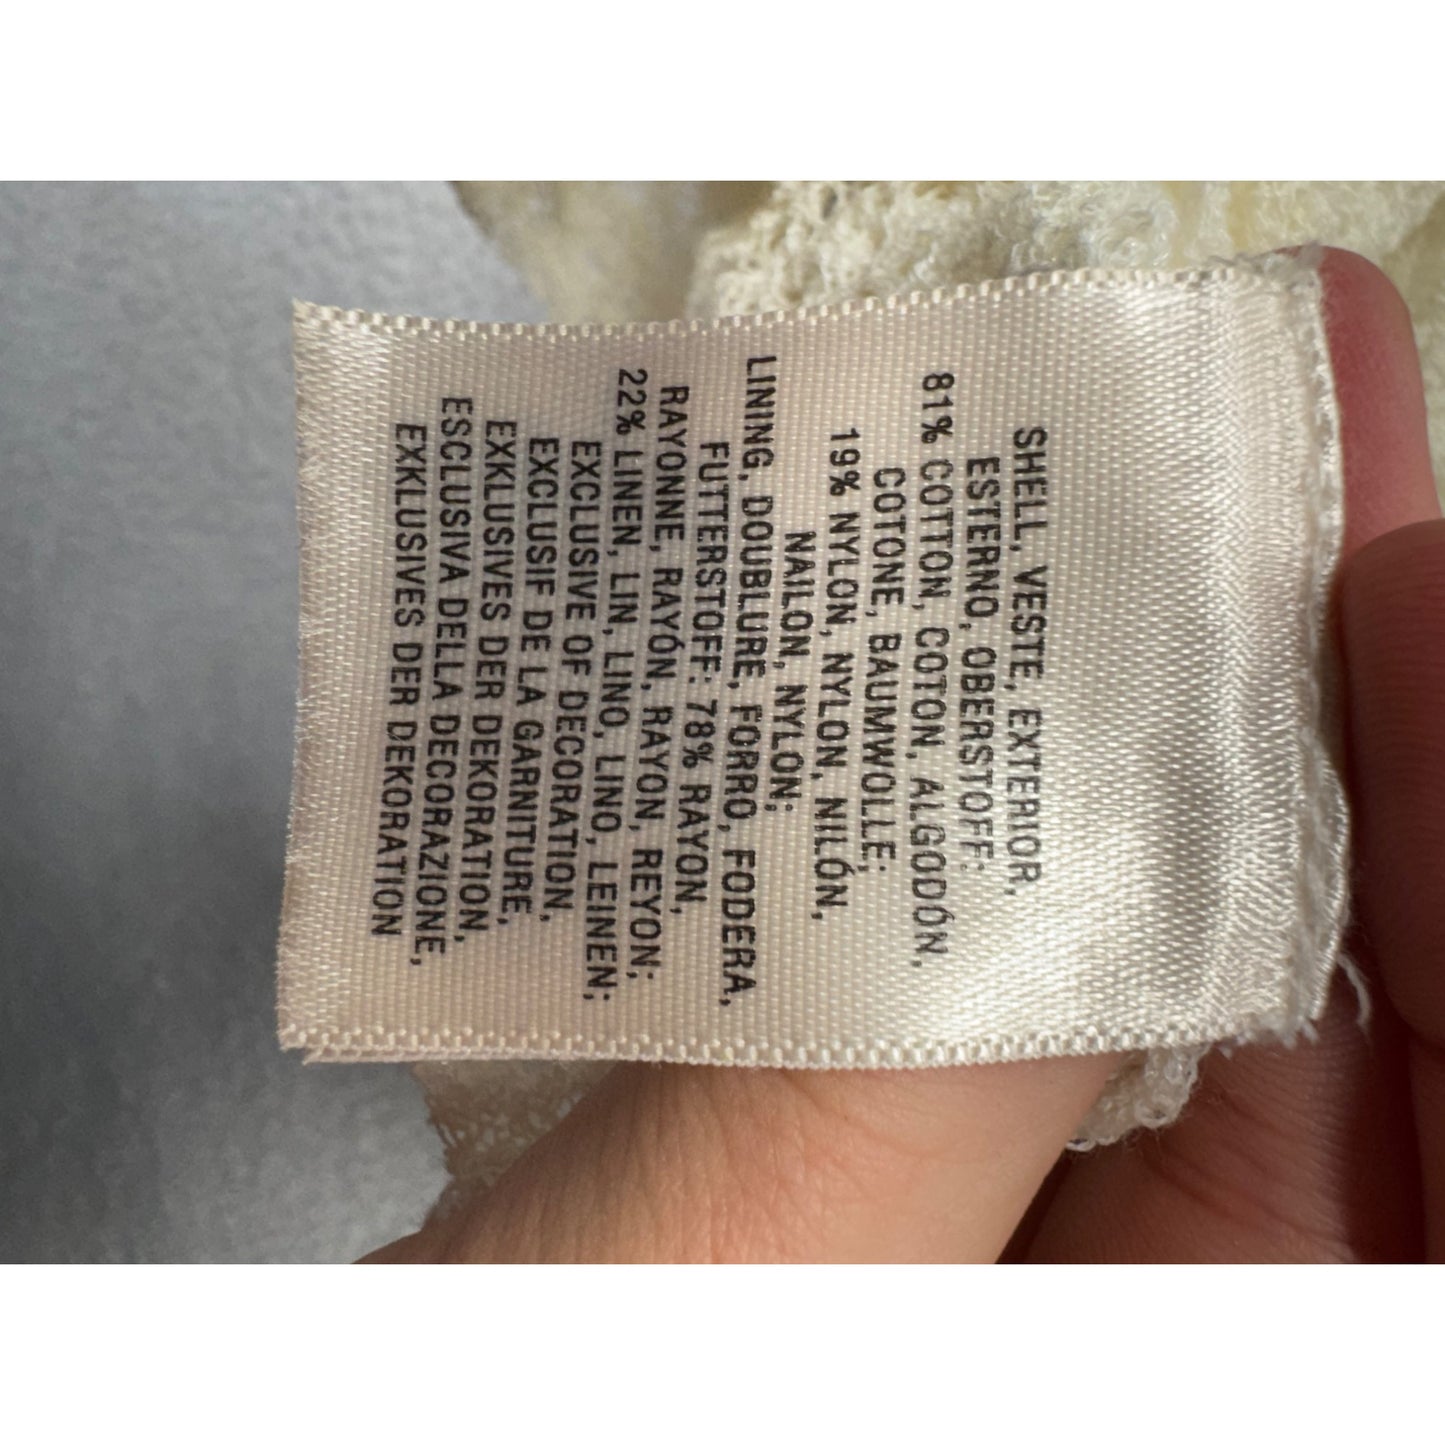 SHELL, VESTE, EXTERIOR,
ESTERNO, OBERSTOFF:
81% COTTON, COTON, ALGODÓN,
COTONE, BAUMWOLLE;
19% NYLON, NYLON, NILÓN,
NAILON, NYLON;
LINING, DOUBLURE, FORRO, FODERA,
FUTTERSTOFF: 78% RAYON,
RAYONNE, RAYÓN, RAYON, REYON;
22% LINEN, LIN, LINO, LINO, LEINEN;
EXCLUSIVE OF DECORATION,
EXCLUSIF DE LA GARNITURE,
EXKLUSIVES DER DEKORATION,
ESCLUSIVA DELLA DECORAZIONE,
EXKLUSIVES DER DEKORATION